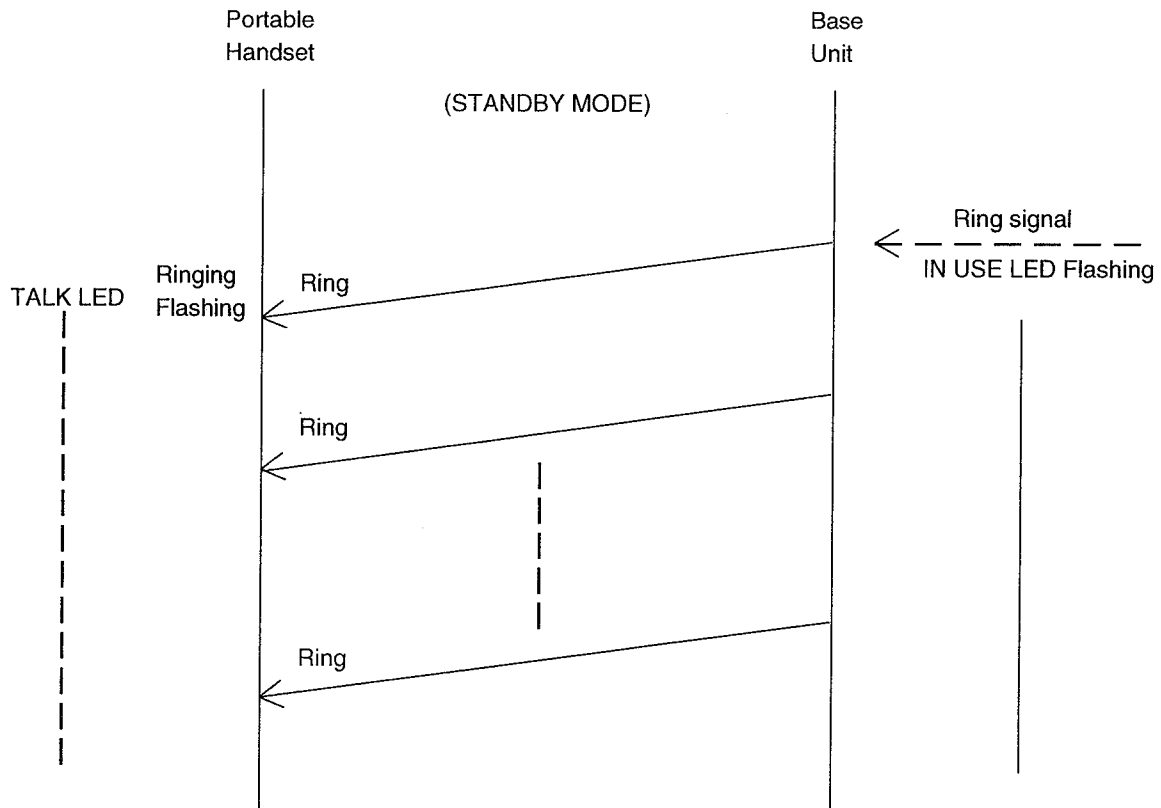 Portable
Handset
Base
Unit
(STANDBY MODE)
Ring signal
IN USE LED Flashing
TALK LED
Ringing
Flashing
Ring
Ring
Ring